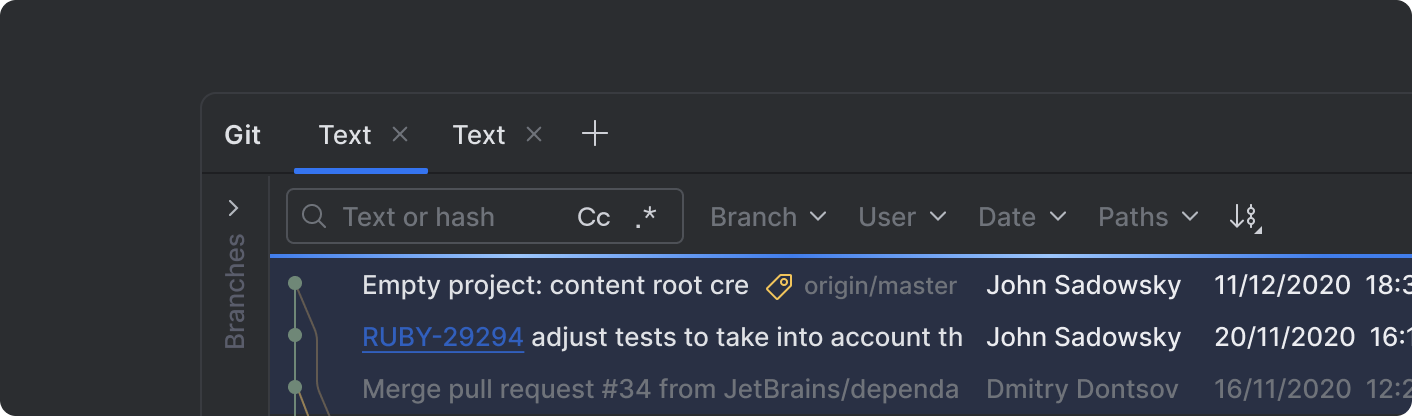 Git Text Text
Text or hash Cc .* Branch User Date Paths
Branches
Empty project: content root cre origin/master John Sadowsky 11/12/2020 18:3
RUBY-29294 adjust tests to take into account th John Sadowsky 20/11/2020 16:1
Merge pull request #34 from JetBrains/dependa Dmitry Dontsov 16/11/2020 12:2